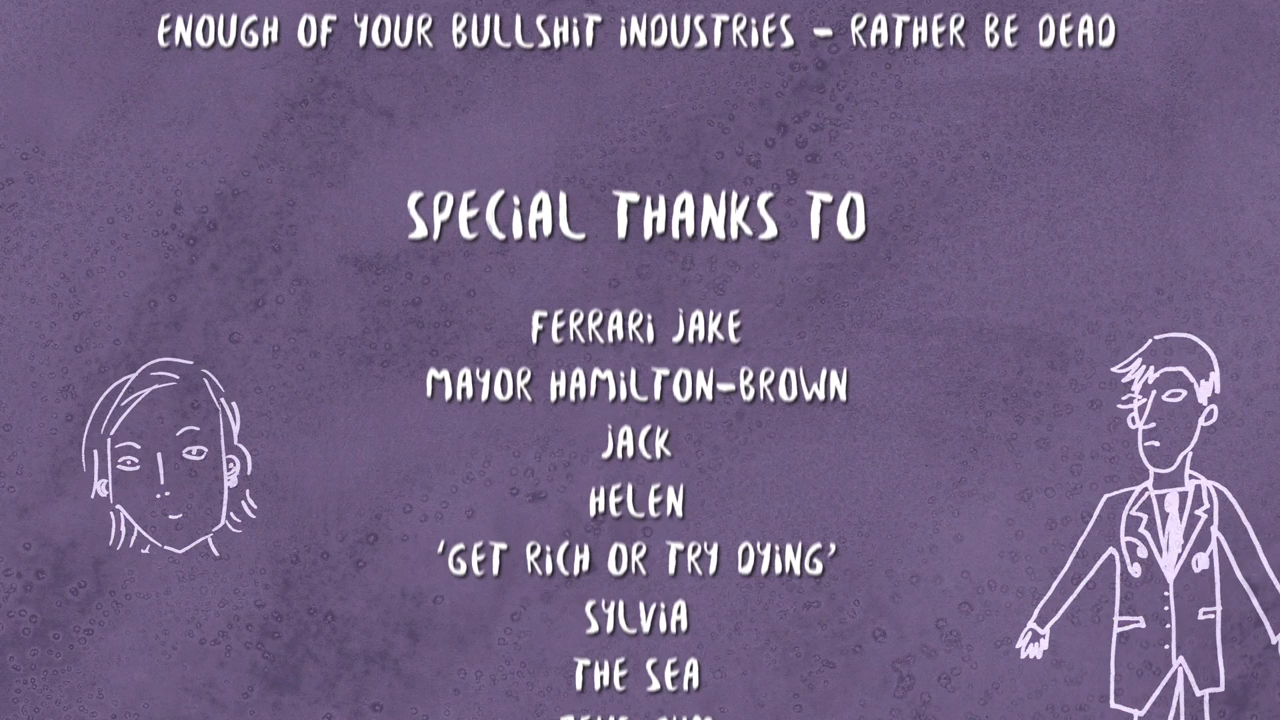 ENOUGH OF YOUR BULLSHiT iNDUSTRiES – RATHER BE DEAD
SPECiAL THANKS TO
FERRARi JAKE
MAYOR HAMiLTON-BROWN
JACK
HELEN
‘GET RiCH OR TRY DYiNG’
SYLViA
THE SEA